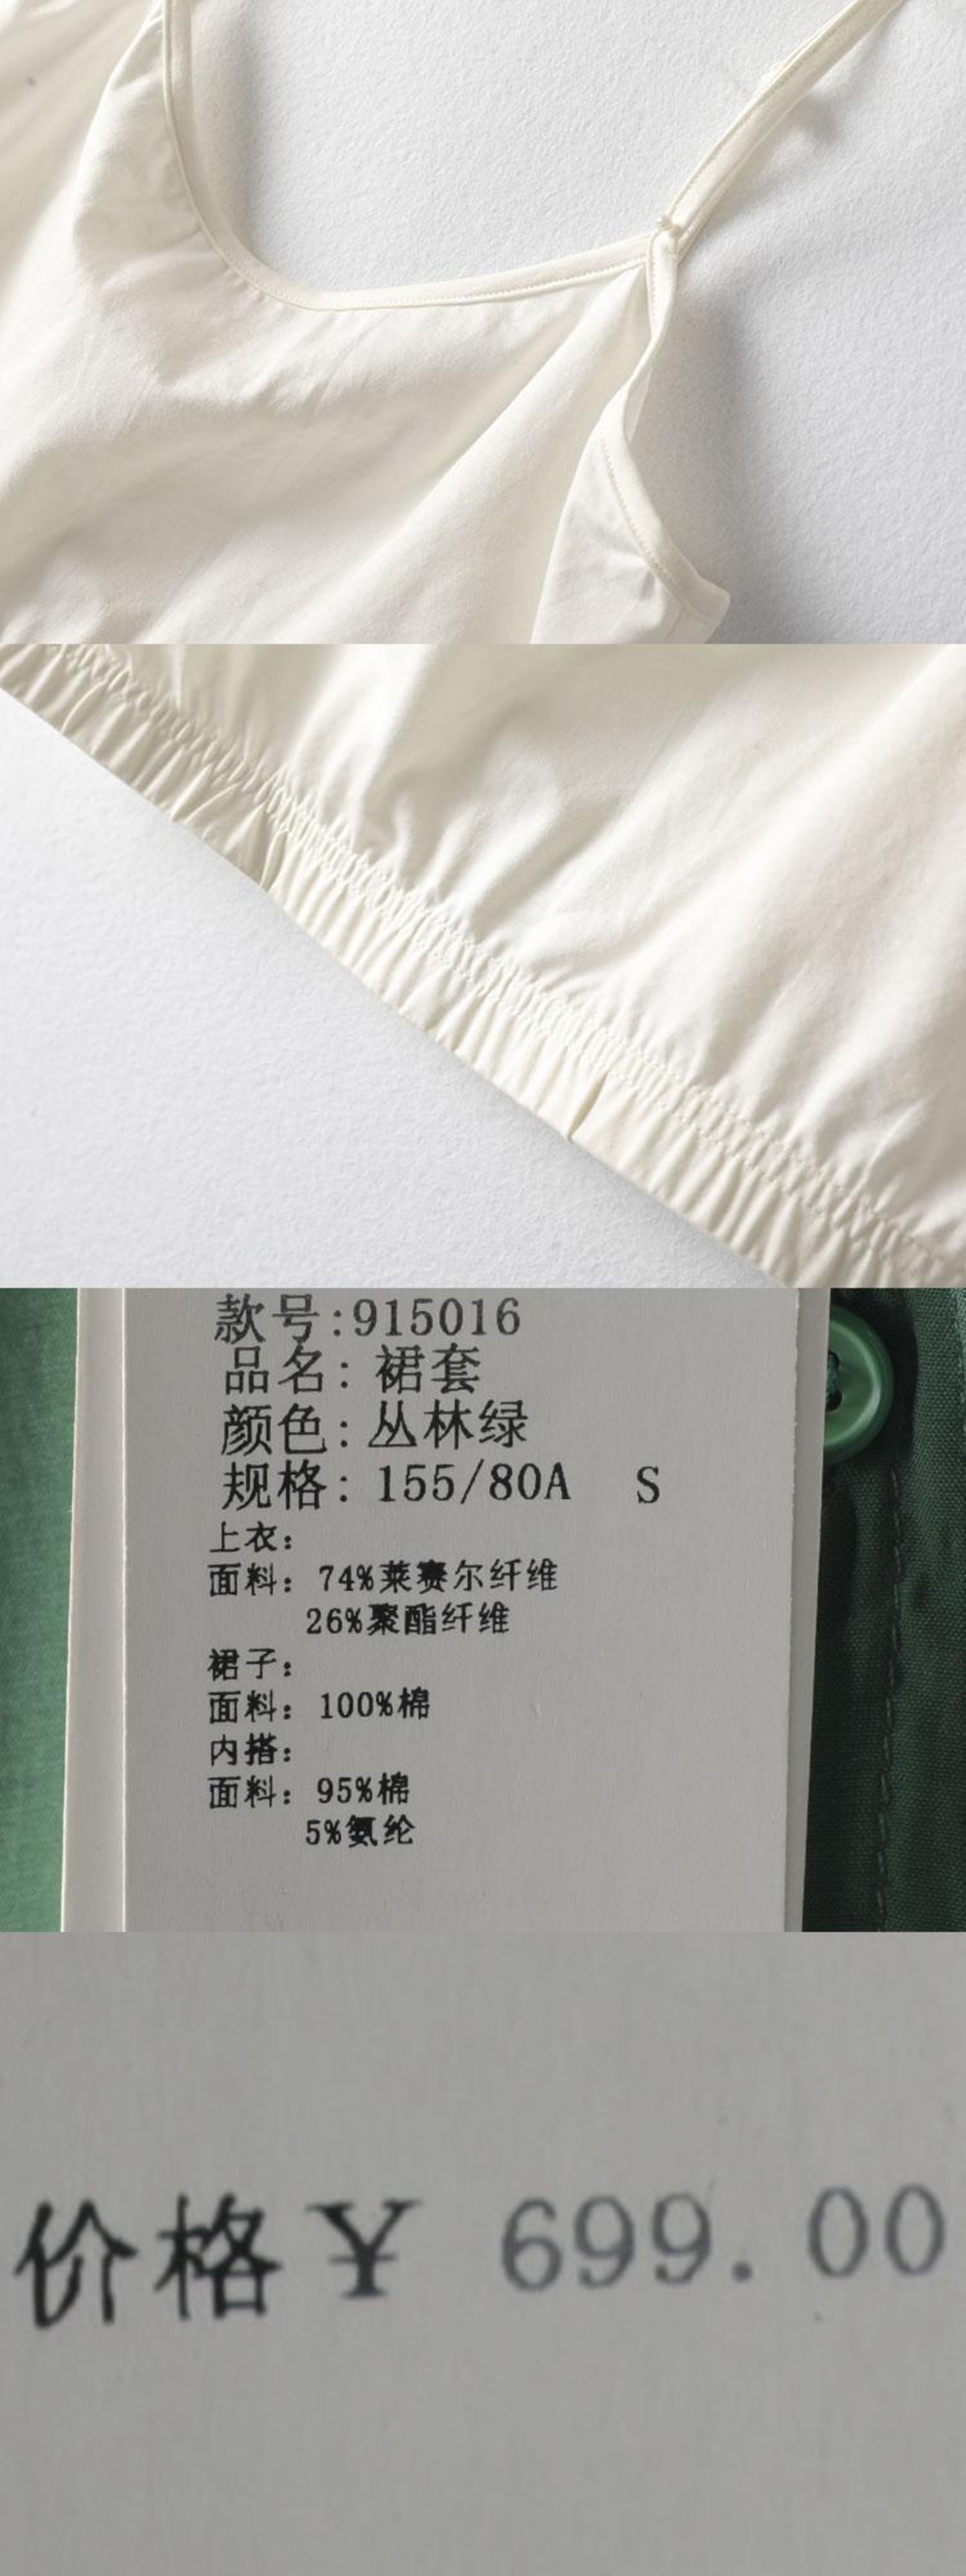 款号:915016
品名: 裙套
颜色: 丛林绿
规格: 155/80A S
上衣:
面料: 74%莱赛尔纤维
26%聚酯纤维
裙子:
面料: 100%棉
内搭:
面料: 95%棉
5%氨纶
价格¥ 699.00